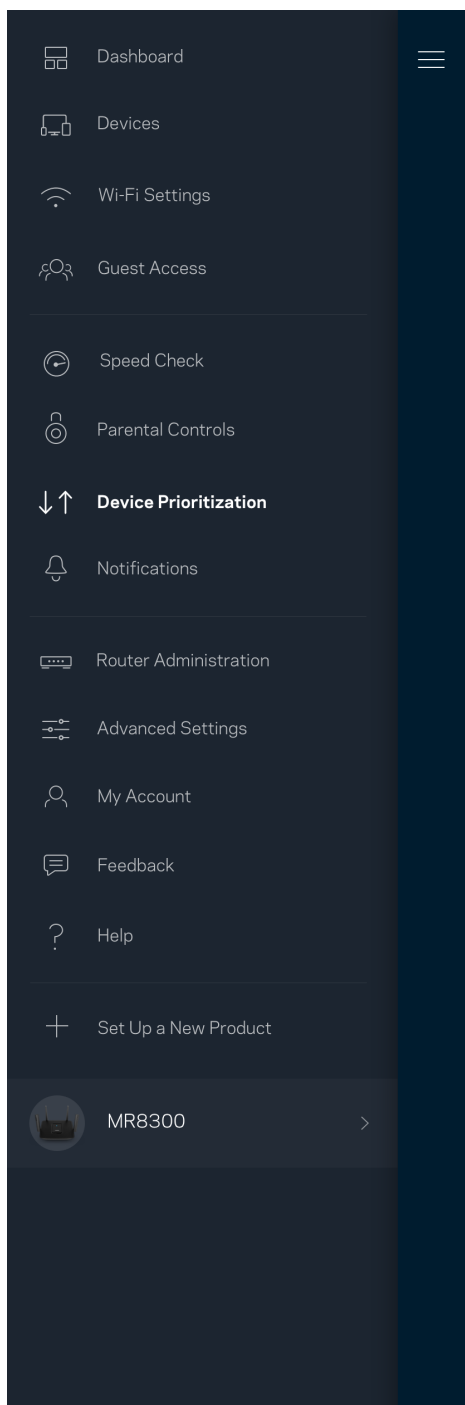 Dashboard
Devices
Wi-Fi Settings
Guest Access
Speed Check
Parental Controls
Device Prioritization
Notifications
Router Administration
Advanced Settings
My Account
Feedback
Help
Set Up a New Product
MR8300